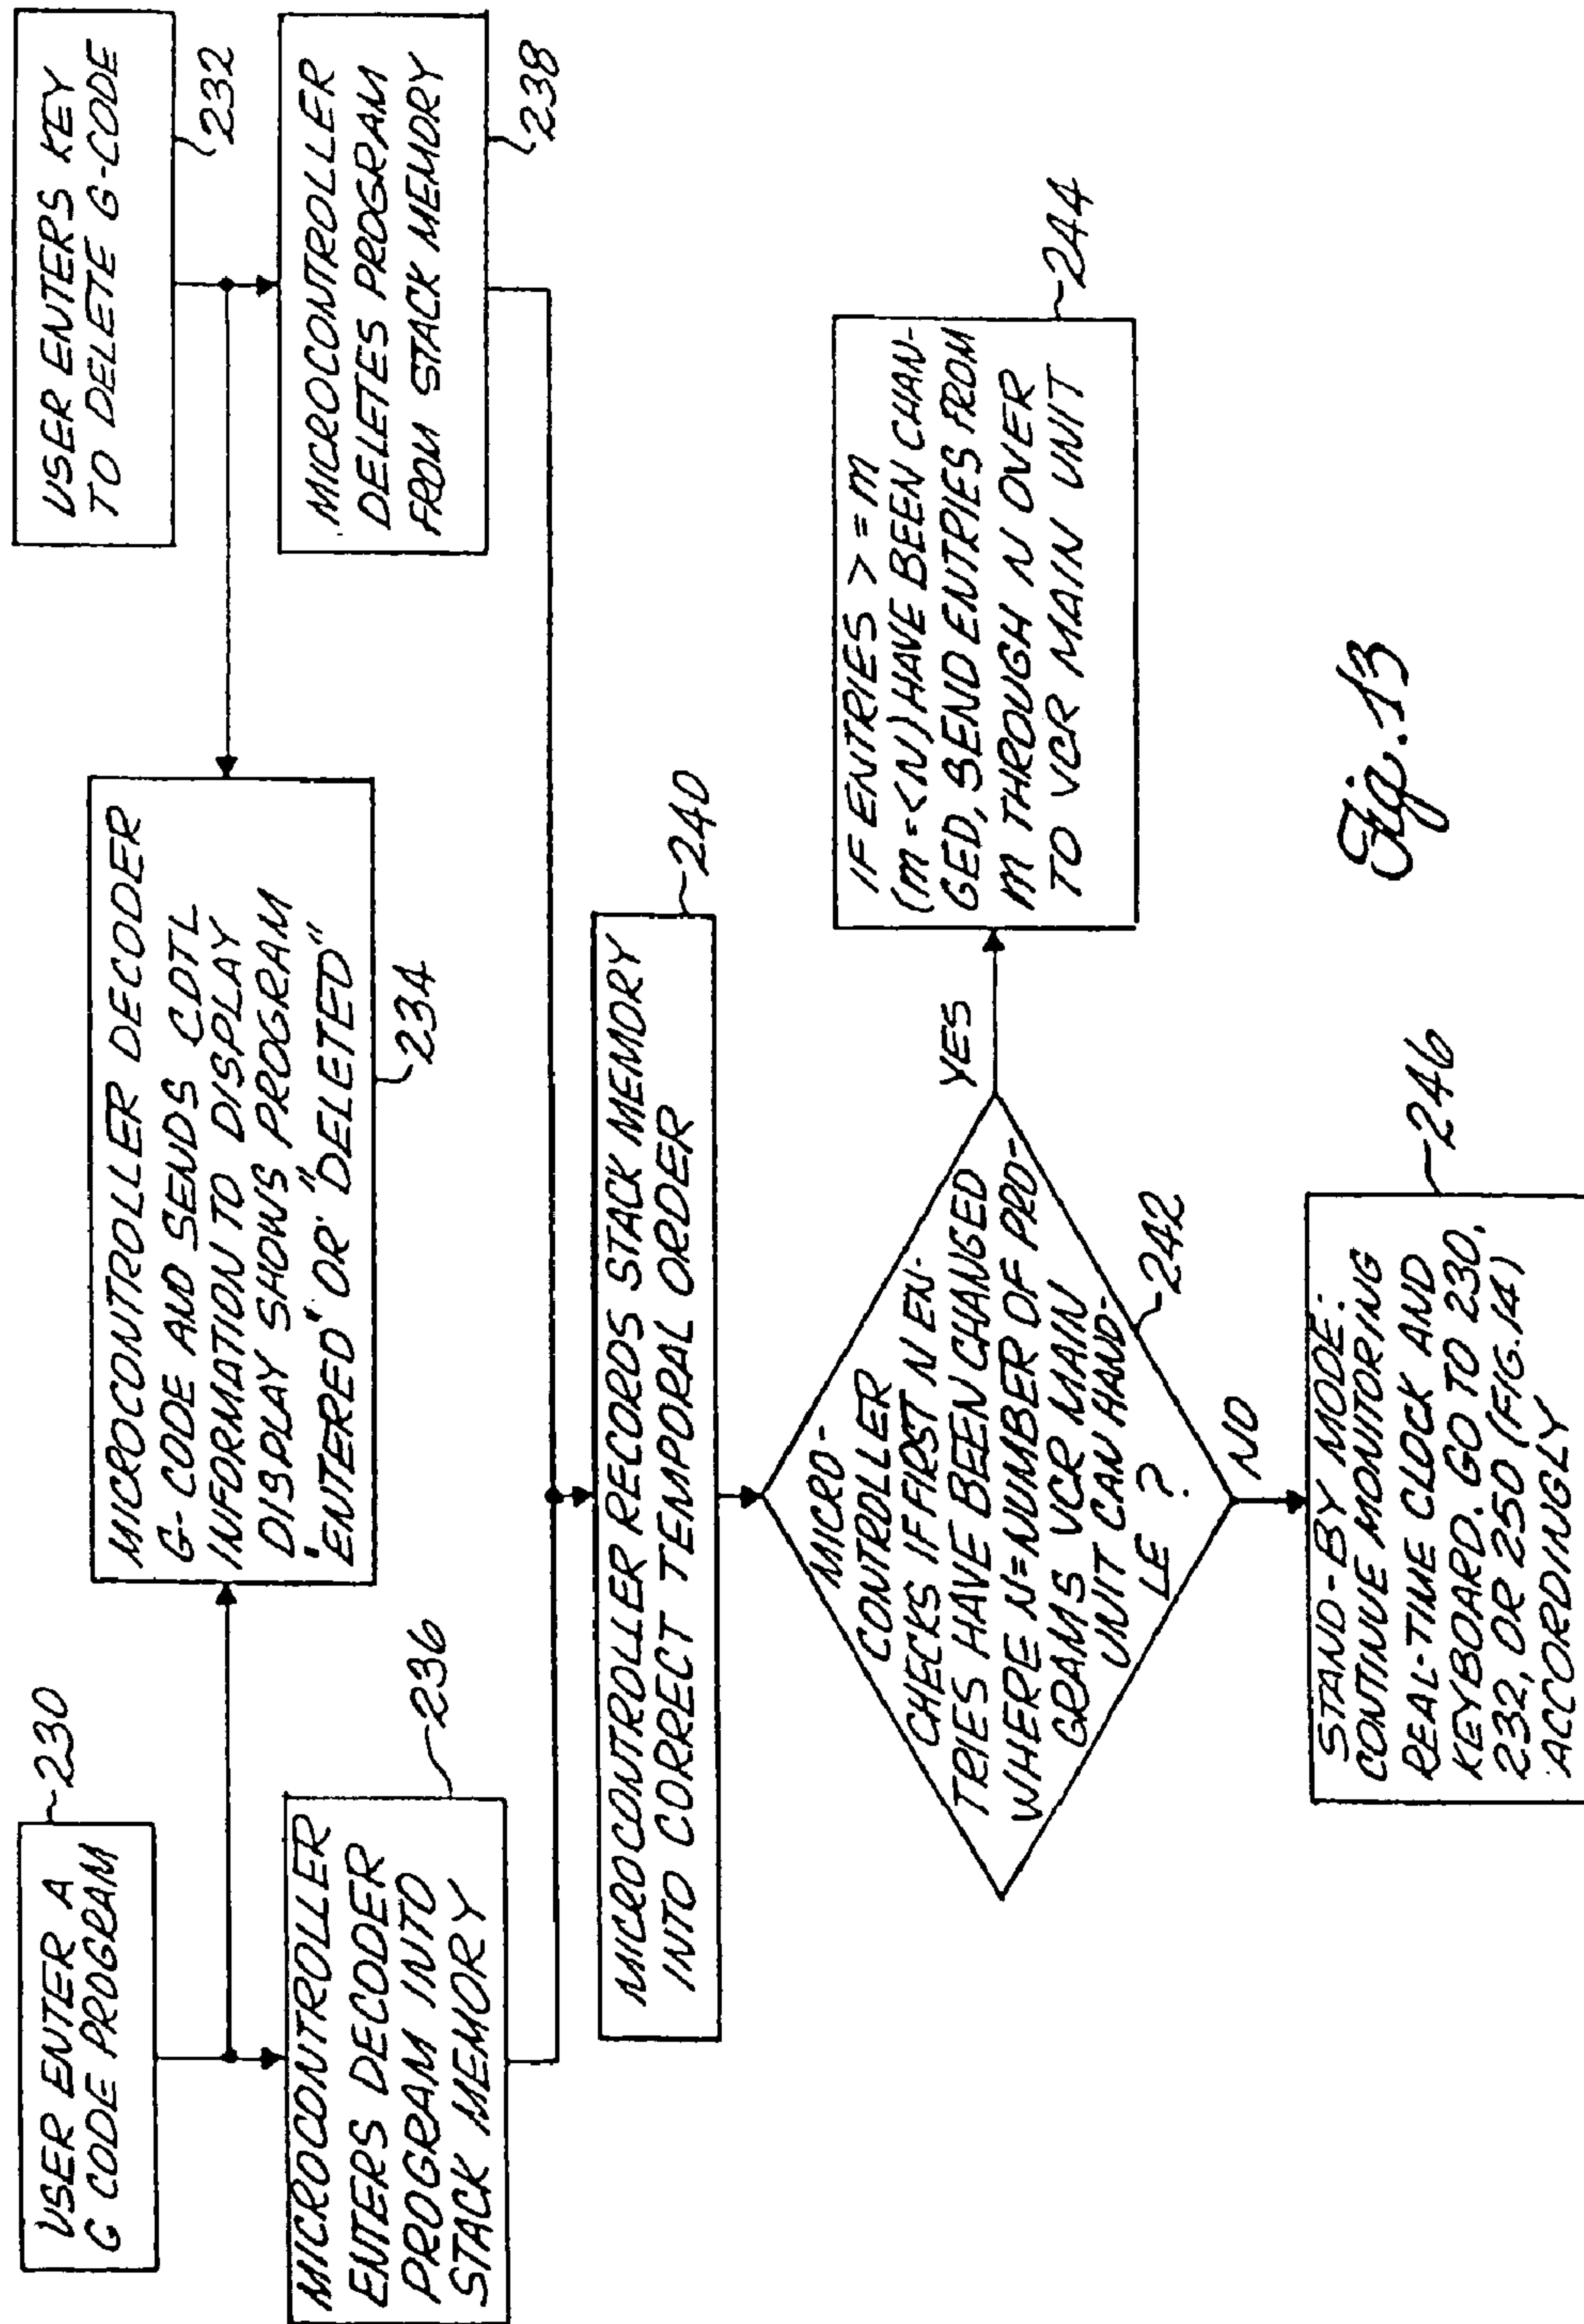 USER ENTER A
G CODE PROGRAM
230
USER ENTERS KEY
TO DELETE G-CODE
232
MICROCONTROLLER DECODER
G-CODE AND SENDS CDTL
INFORMATION TO DISPLAY
DISPLAY SHOWS PROGRAM
"ENTERED" OR "DELETED"
234
MICROCONTROLLER
ENTERS DECODER
PROGRAM INTO
STACK MEMORY
236
MICROCONTROLLER
DELETES PROGRAM
FROM STACK MEMORY
238
MICROCONTROLLER RECORDS STACK MEMORY
INTO CORRECT TEMPORAL ORDER
240
MICRO-
CONTROLLER
CHECKS IF FIRST N EN-
TRIES HAVE BEEN CHANGED
WHERE N=NUMBER OF PRO-
GRAMS VCR MAIN
UNIT CAN HAND-
LE ?
242
YES
NO
IF ENTRIES >= M
(M=<N) HAVE BEEN CHAN-
GED, SEND ENTRIES FROM
M THROUGH N OVER
TO VCR MAIN UNIT
244
STAND-BY MODE:
CONTINUE MONITORING
REAL-TIME CLOCK AND
KEYBOARD. GO TO 230,
232, OR 250 (FIG.14)
ACCORDINGLY
246
Fig. 13